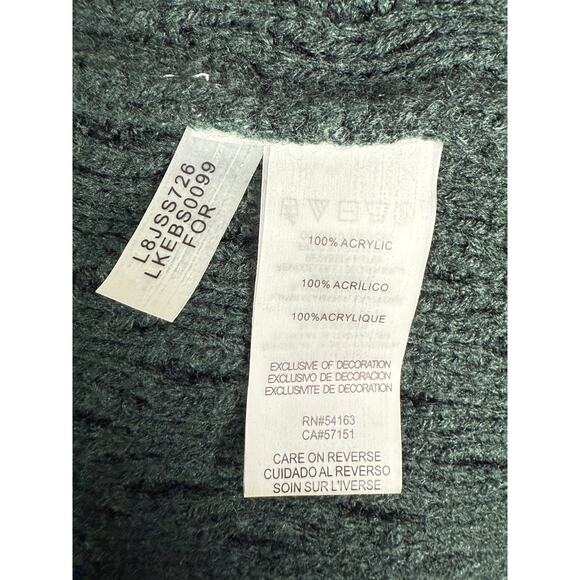 L8JSS726
LKEBS0099
FOR
100% ACRYLIC
100% ACRÍLICO
100%ACRYLIQUE
EXCLUSIVE OF DECORATION
EXCLUSIVO DE DECORACION
EXCLUSIVITE DE DECORATION
RN#54163
CA#57151
CARE ON REVERSE
CUIDADO AL REVERSO
SOIN SUR L'IVERSE